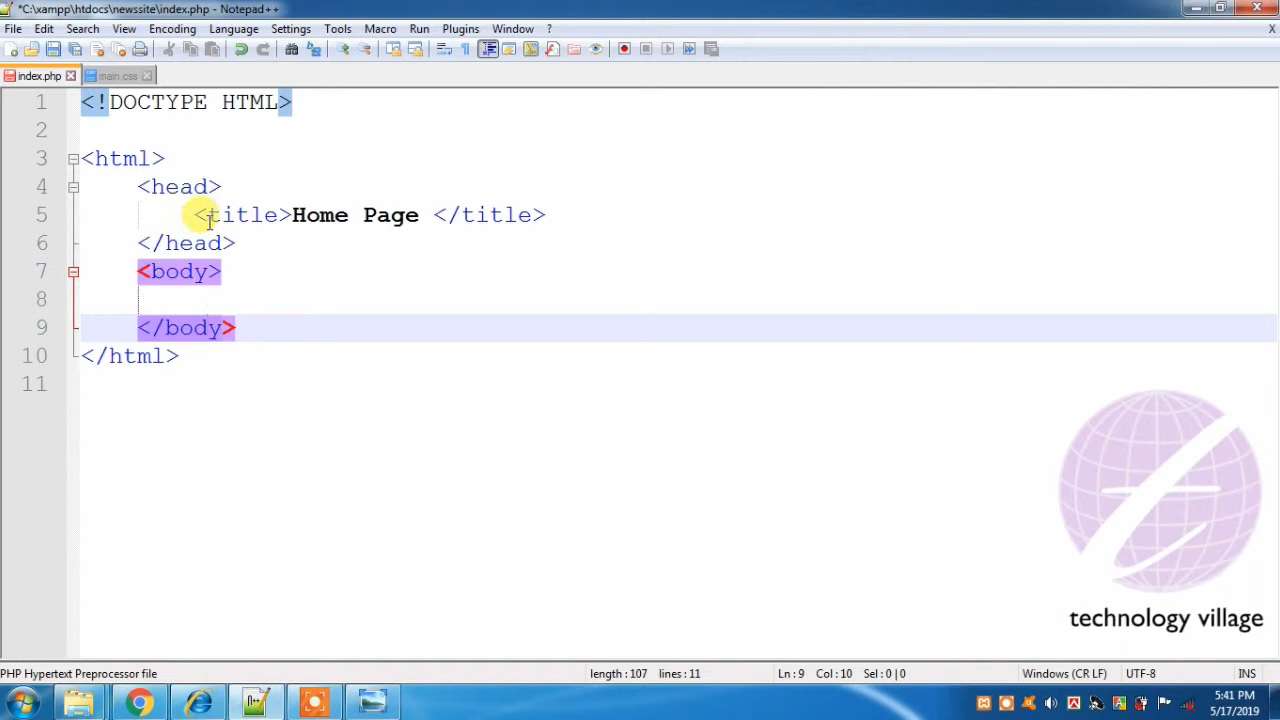 *C:\xampp\htdocs\newssite\index.php - Notepad++
File Edit Search View Encoding Language Settings Tools Macro Run Plugins Window ? X
index.php main.css
1 <!DOCTYPE HTML>
2
3 <html>
4 <head>
5 <title>Home Page </title>
6 </head>
7 <body>
8
9 </body>
10 </html>
11
technology village
PHP Hypertext Preprocessor file length : 107 lines : 11 Ln : 9 Col : 10 Sel : 0 | 0 Windows (CR LF) UTF-8 INS
5:41 PM
5/17/2019